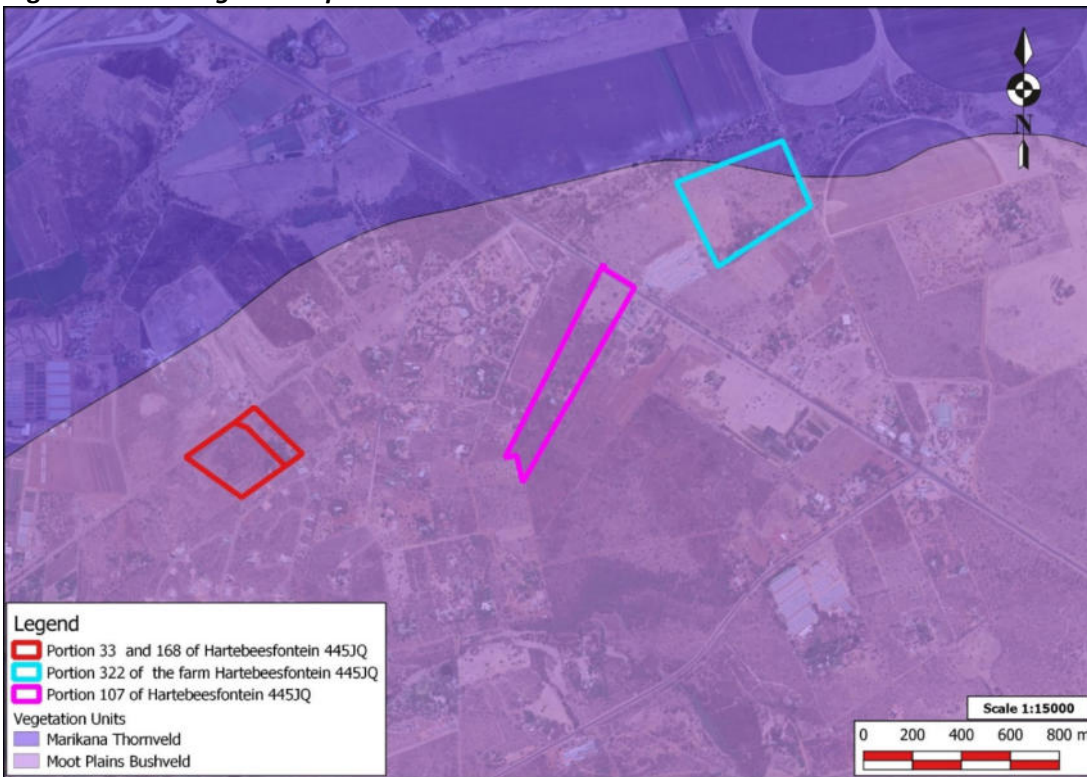 N
Legend
Portion 33 and 168 of Hartebeesfontein 445JQ
Portion 322 of the farm Hartebeesfontein 445JQ
Portion 107 of Hartebeesfontein 445JQ
Vegetation Units
Marikana Thornveld
Moot Plains Bushveld
Scale 1:15000
0 200 400 600 800 m